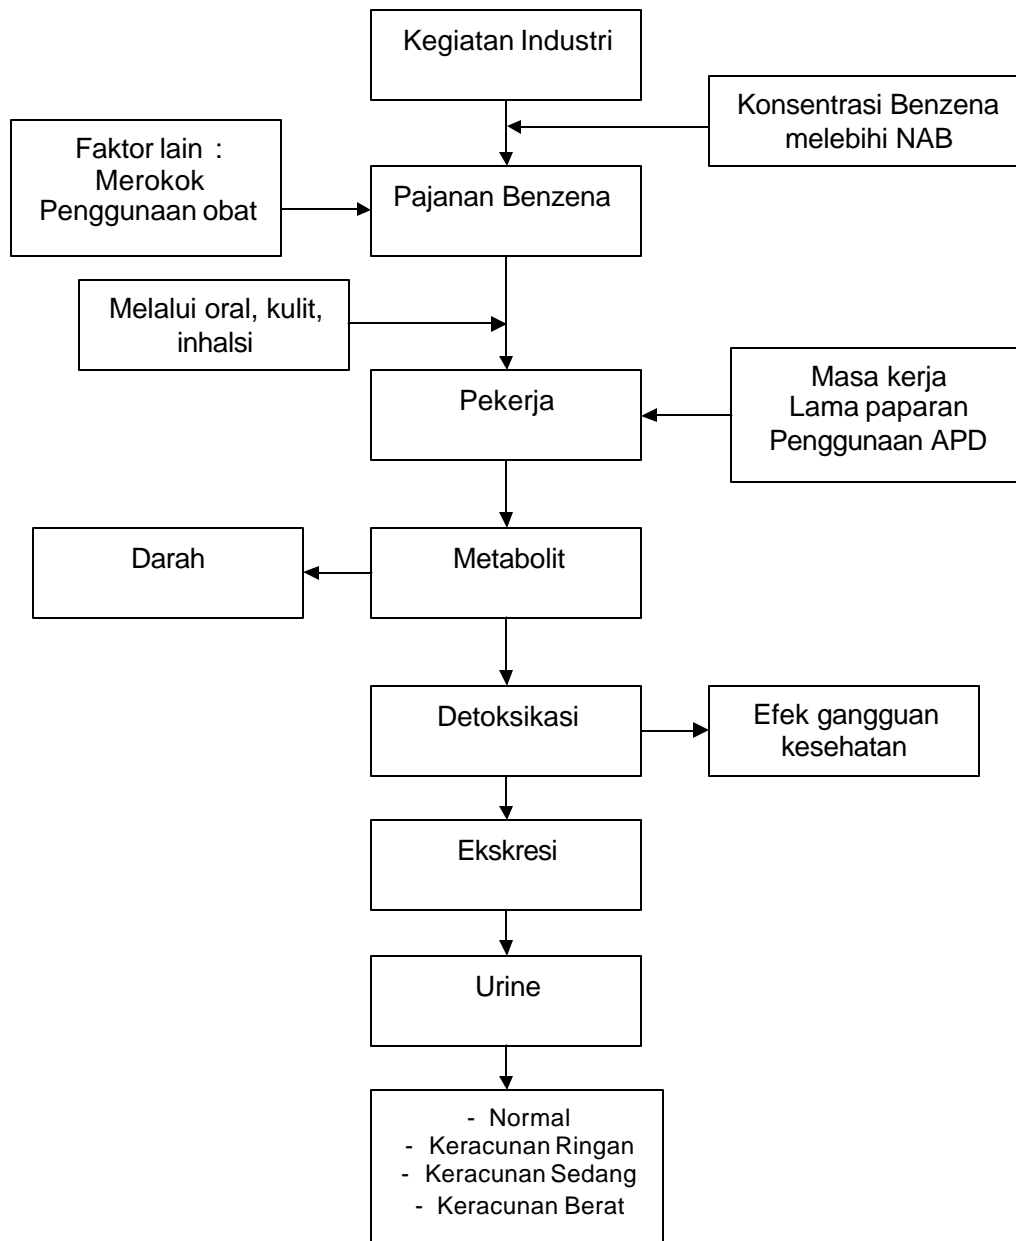 Kegiatan Industri
Konsentrasi Benzena
melebihi NAB
Faktor lain :
Merokok
Penggunaan obat
Pajanan Benzena
Melalui oral, kulit,
inhalsi
Pekerja
Masa kerja
Lama paparan
Penggunaan APD
Darah
Metabolit
Detoksikasi
Efek gangguan
kesehatan
Ekskresi
Urine
- Normal
- Keracunan Ringan
- Keracunan Sedang
- Keracunan Berat